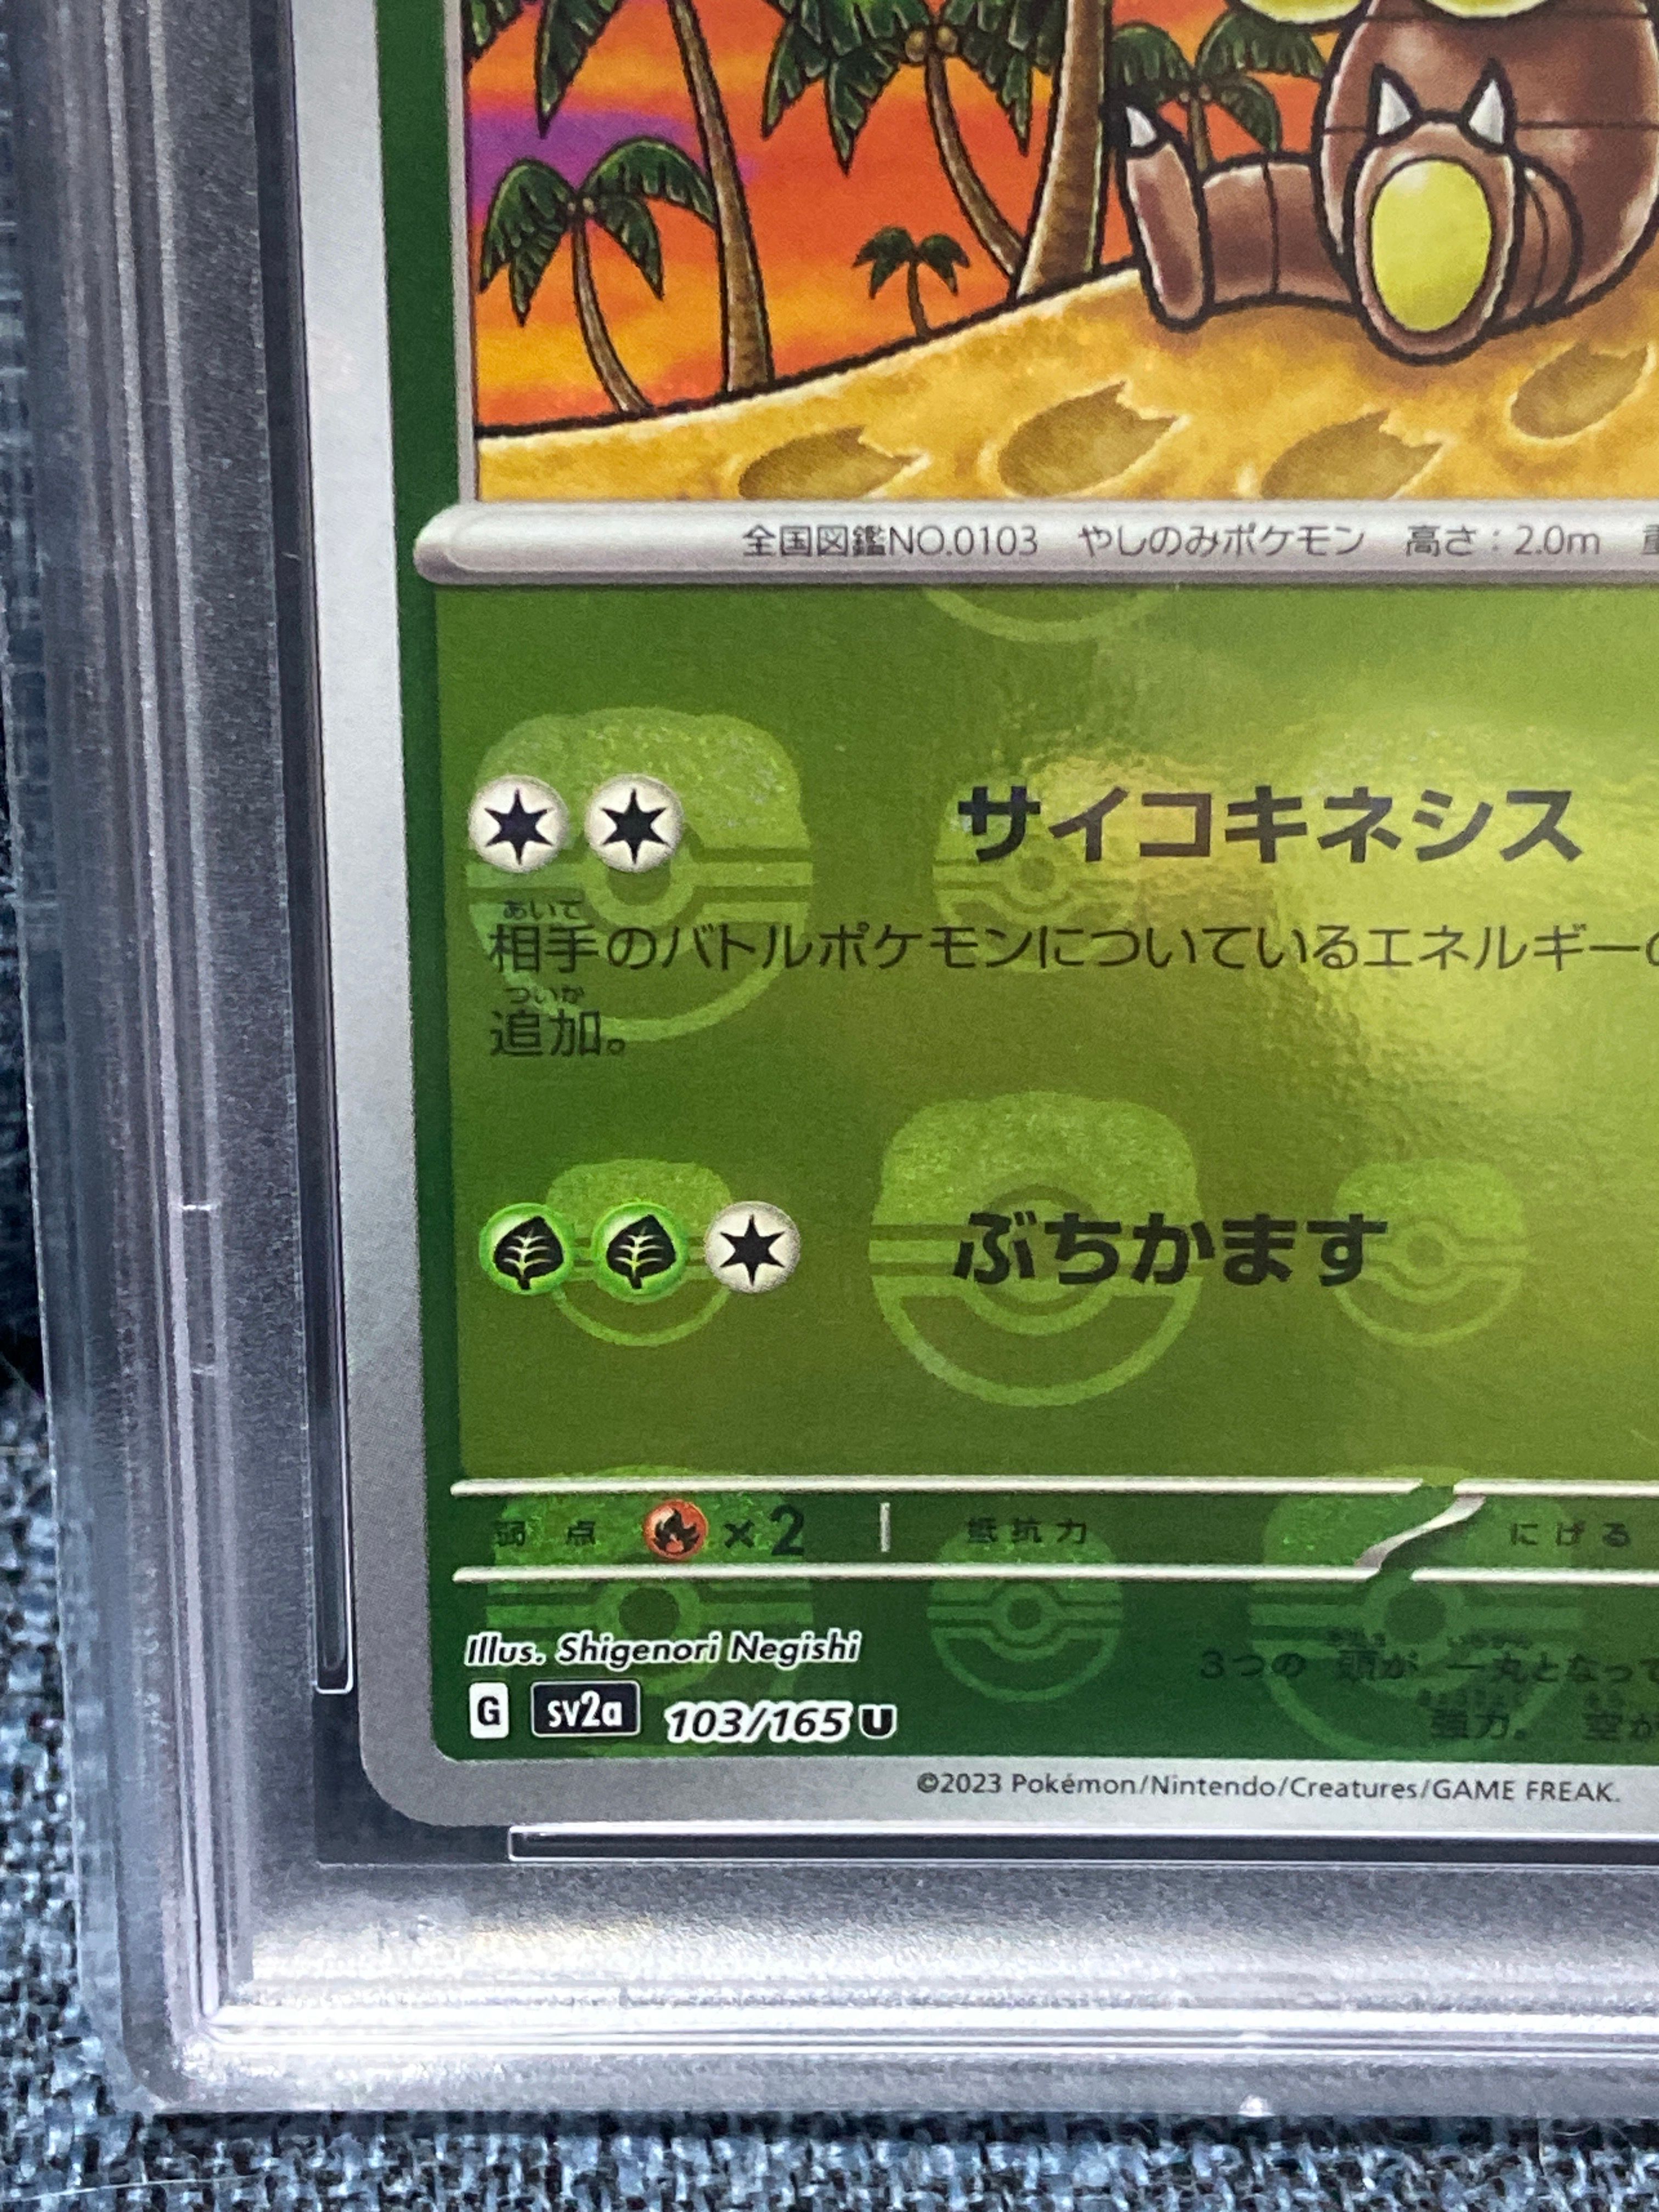 全国図鑑NO.0103 やしのみポケモン 高さ：2.0m
サイコキネシス
あいて
相手のバトルポケモンについているエネルギーの
ついか
追加。
ぶちかます
弱点 ×2 抵抗力 にげる
Illus. Shigenori Negishi
3つの 頭が 一丸となって
G sv2a 103/165 U
強力。 空か
©2023 Pokémon/Nintendo/Creatures/GAME FREAK.